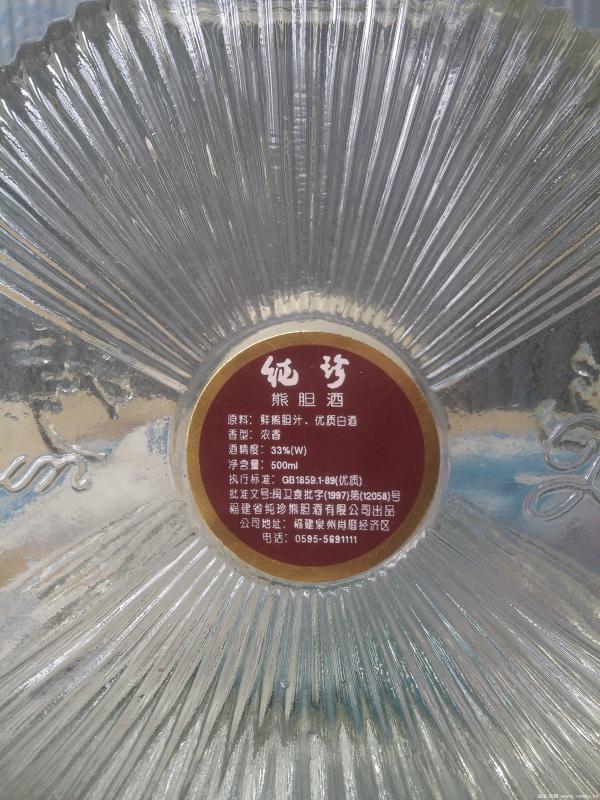 纯珍
熊胆酒
原料：鲜熊胆汁、优质白酒
香型：浓香
酒精度：33%(W)
净含量：500ml
执行标准：GB1859.1-89(优质)
批准文号:闽卫食批字(1997)第(12058)号
福建省纯珍熊胆酒有限公司出品
公司地址：福建泉州肖厝经济区
电话：0595-5691111